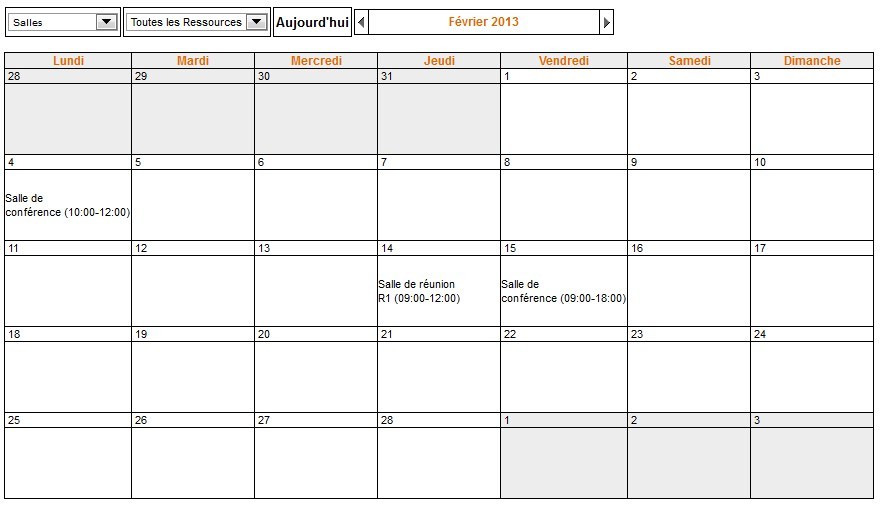 Salles Toutes les Ressources Aujourd'hui Février 2013
Lundi Mardi Mercredi Jeudi Vendredi Samedi Dimanche
28 29 30 31 1 2 3
4 5 6 7 8 9 10
Salle de
conférence (10:00-12:00)
11 12 13 14 15 16 17
Salle de réunion
R1 (09:00-12:00)
Salle de
conférence (09:00-18:00)
18 19 20 21 22 23 24
25 26 27 28 1 2 3